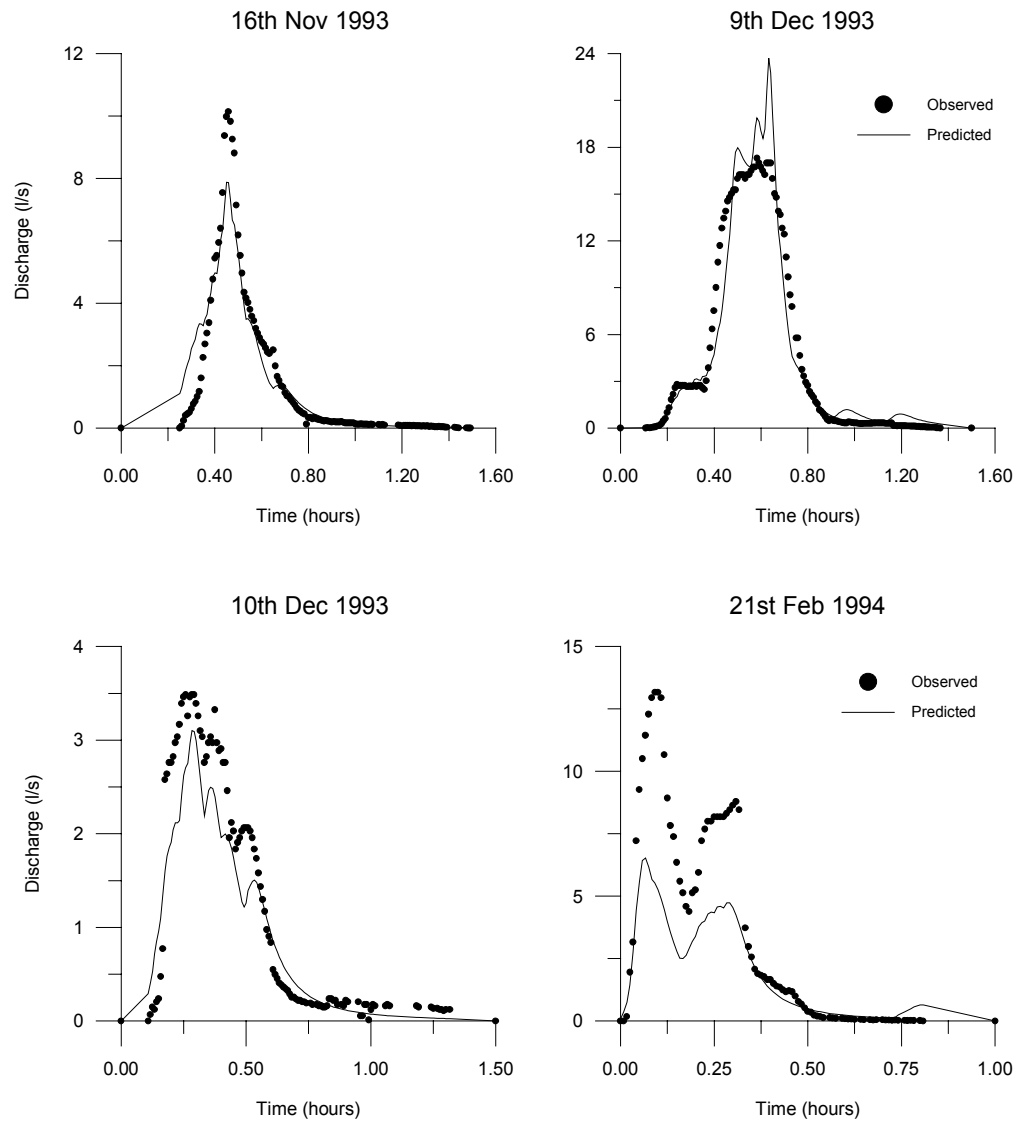 16th Nov 1993
12
8
4
0
Discharge (l/s)
0.00 0.40 0.80 1.20 1.60
Time (hours)
9th Dec 1993
24
18
12
6
0
Observed
Predicted
0.00 0.40 0.80 1.20 1.60
Time (hours)
10th Dec 1993
4
3
2
1
0
Discharge (l/s)
0.00 0.50 1.00 1.50
Time (hours)
21st Feb 1994
15
10
5
0
Observed
Predicted
0.00 0.25 0.50 0.75 1.00
Time (hours)